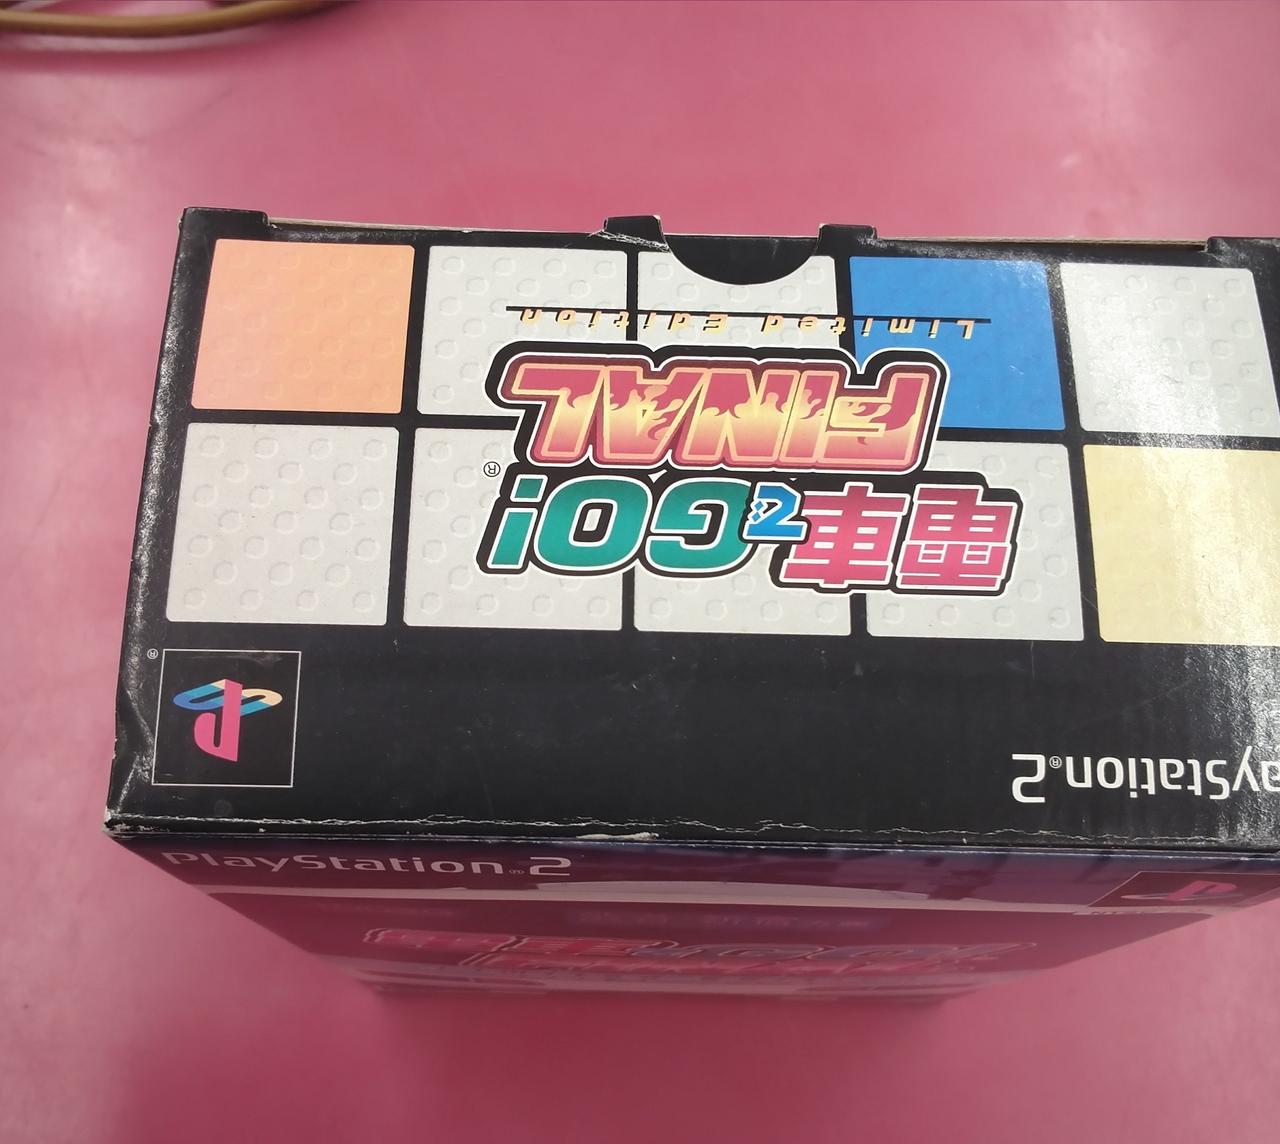 PlayStation®2
電車でGO!®
FINAL
Limited Edition
PlayStation®2